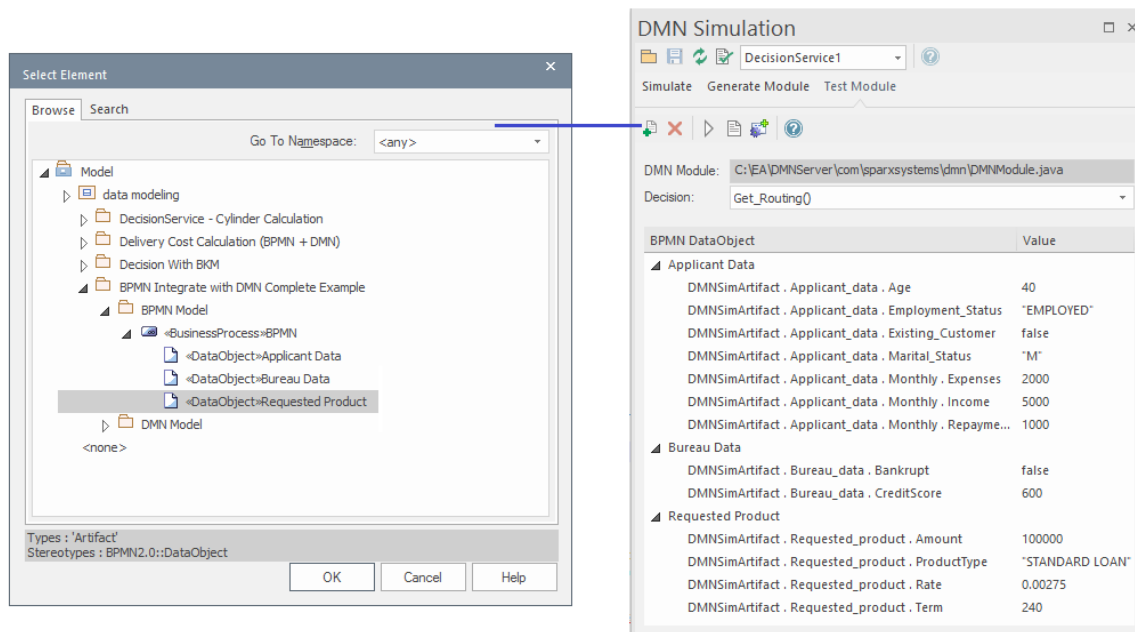 Select Element
Browse Search
Go To Namespace: <any>
Model
data modeling
DecisionService - Cylinder Calculation
Delivery Cost Calculation (BPMN + DMN)
Decision With BKM
BPMN Integrate with DMN Complete Example
BPMN Model
«BusinessProcess»BPMN
«DataObject»Applicant Data
«DataObject»Bureau Data
«DataObject»Requested Product
DMN Model
<none>
Types : 'Artifact'
Stereotypes : BPMN2.0::DataObject
OK Cancel Help
DMN Simulation
DecisionService1
Simulate Generate Module Test Module
DMN Module: C:\EA\DMNServer\com\sparxsystems\dmn\DMNModule.java
Decision: Get_Routing()
BPMN DataObject Value
Applicant Data
DMNSimArtifact . Applicant_data . Age 40
DMNSimArtifact . Applicant_data . Employment_Status "EMPLOYED"
DMNSimArtifact . Applicant_data . Existing_Customer false
DMNSimArtifact . Applicant_data . Marital_Status "M"
DMNSimArtifact . Applicant_data . Monthly . Expenses 2000
DMNSimArtifact . Applicant_data . Monthly . Income 5000
DMNSimArtifact . Applicant_data . Monthly . Repayme... 1000
Bureau Data
DMNSimArtifact . Bureau_data . Bankrupt false
DMNSimArtifact . Bureau_data . CreditScore 600
Requested Product
DMNSimArtifact . Requested_product . Amount 100000
DMNSimArtifact . Requested_product . ProductType "STANDARD LOAN"
DMNSimArtifact . Requested_product . Rate 0.00275
DMNSimArtifact . Requested_product . Term 240